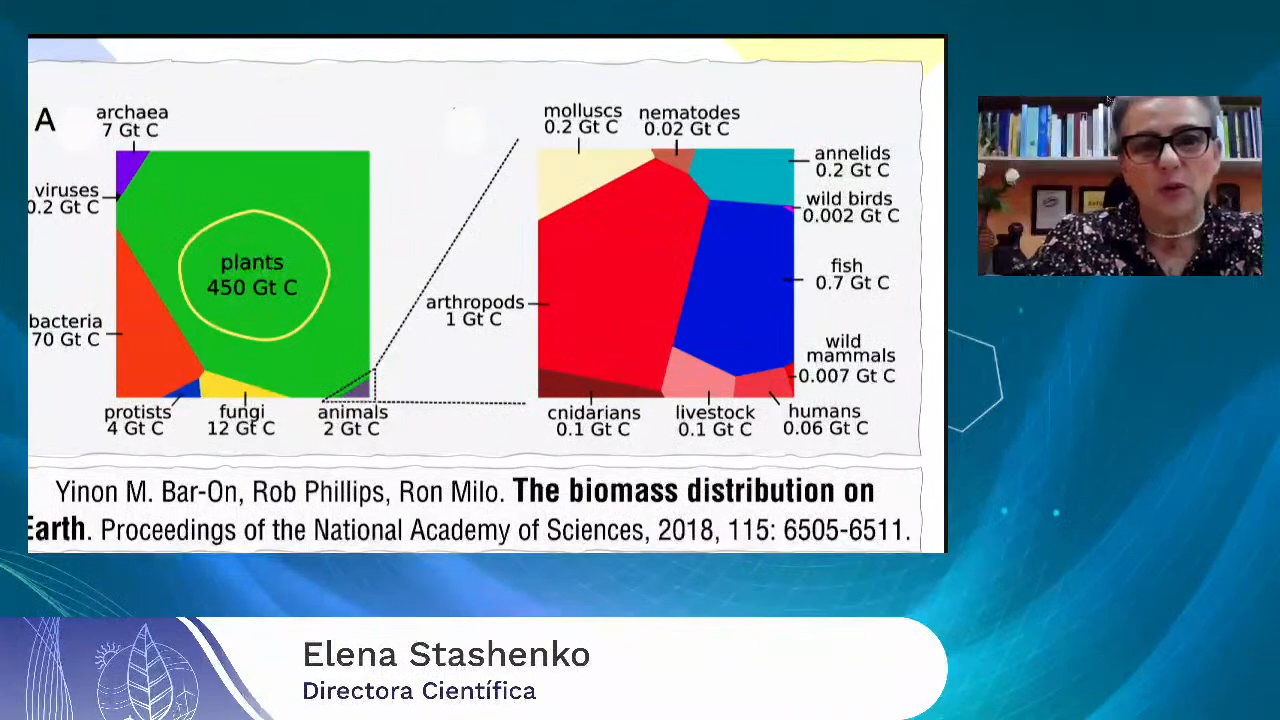 A
archaea
7 Gt C
viruses
0.2 Gt C
bacteria
70 Gt C
plants
450 Gt C
protists
4 Gt C
fungi
12 Gt C
animals
2 Gt C
molluscs
0.2 Gt C
nematodes
0.02 Gt C
annelids
0.2 Gt C
wild birds
0.002 Gt C
fish
0.7 Gt C
arthropods
1 Gt C
wild
mammals
0.007 Gt C
cnidarians
0.1 Gt C
livestock
0.1 Gt C
humans
0.06 Gt C
Yinon M. Bar-On, Rob Phillips, Ron Milo. The biomass distribution on
Earth. Proceedings of the National Academy of Sciences, 2018, 115: 6505-6511.
Elena Stashenko
Directora Científica